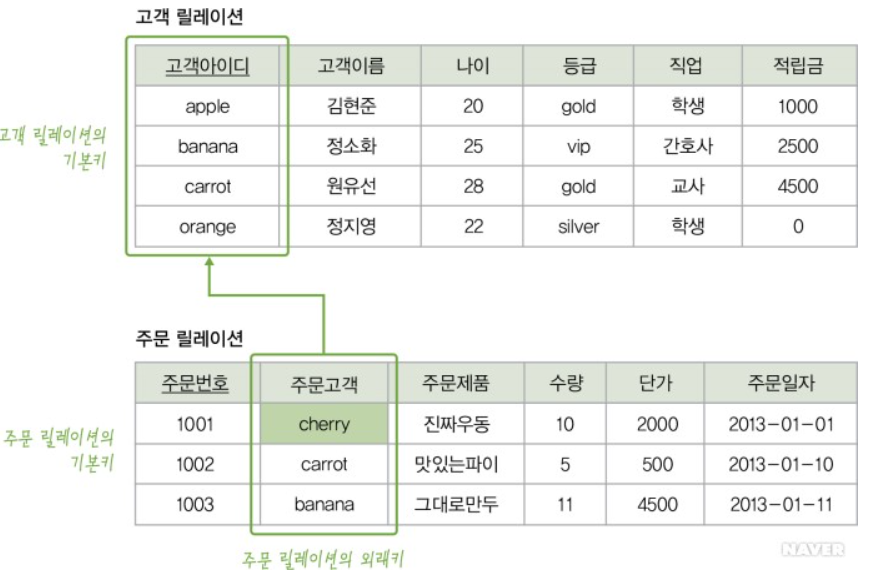 고객 릴레이션
고객아이디 고객이름 나이 등급 직업 적립금
apple 김현준 20 gold 학생 1000
고객 릴레이션의
기본키
banana 정소화 25 vip 간호사 2500
carrot 원유선 28 gold 교사 4500
orange 정지영 22 silver 학생 0
주문 릴레이션
주문번호 주문고객 주문제품 수량 단가 주문일자
1001 cherry 진짜우동 10 2000 2013-01-01
주문 릴레이션의
기본키
1002 carrot 맛있는파이 5 500 2013-01-10
1003 banana 그대로만두 11 4500 2013-01-11
주문 릴레이션의 외래키
NAVER